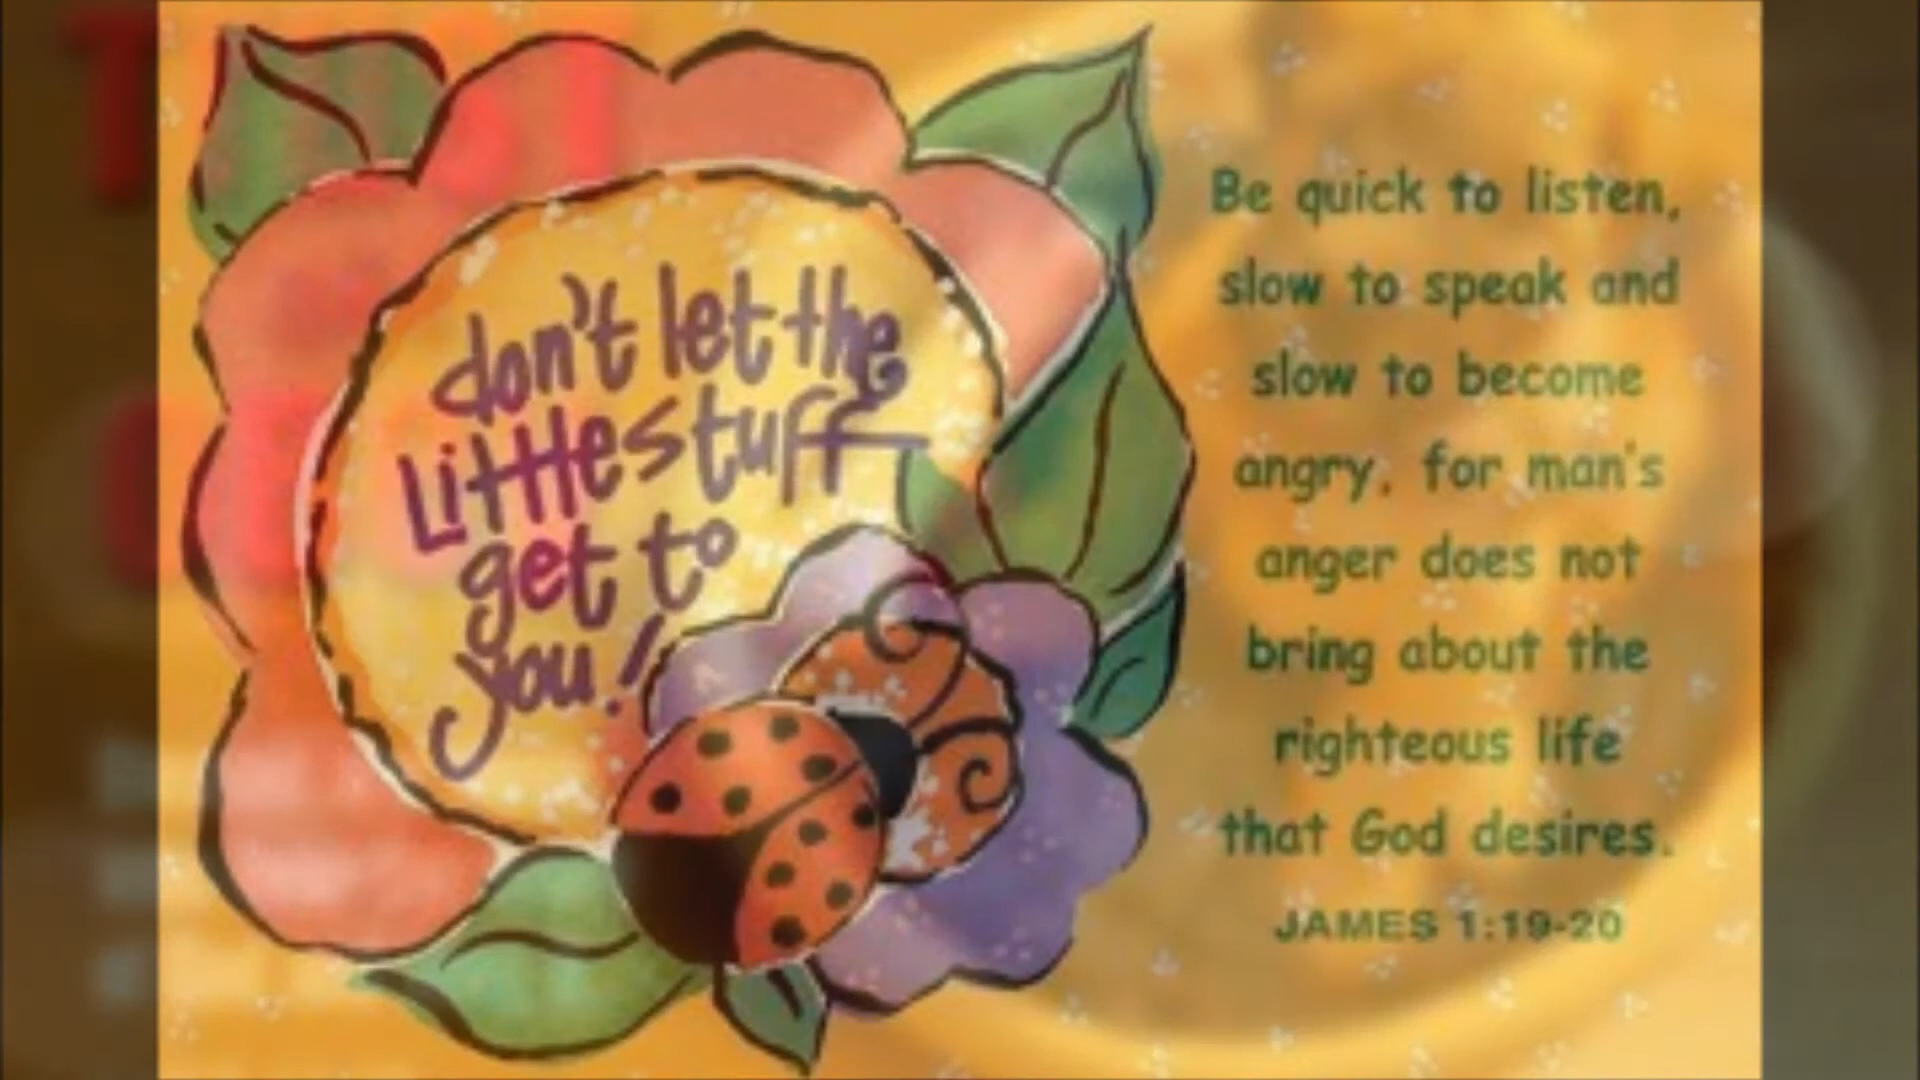 don't let the
Little stuff
get to
you!
Be quick to listen,
slow to speak and
slow to become
angry, for man's
anger does not
bring about the
righteous life
that God desires.
JAMES 1:19-20